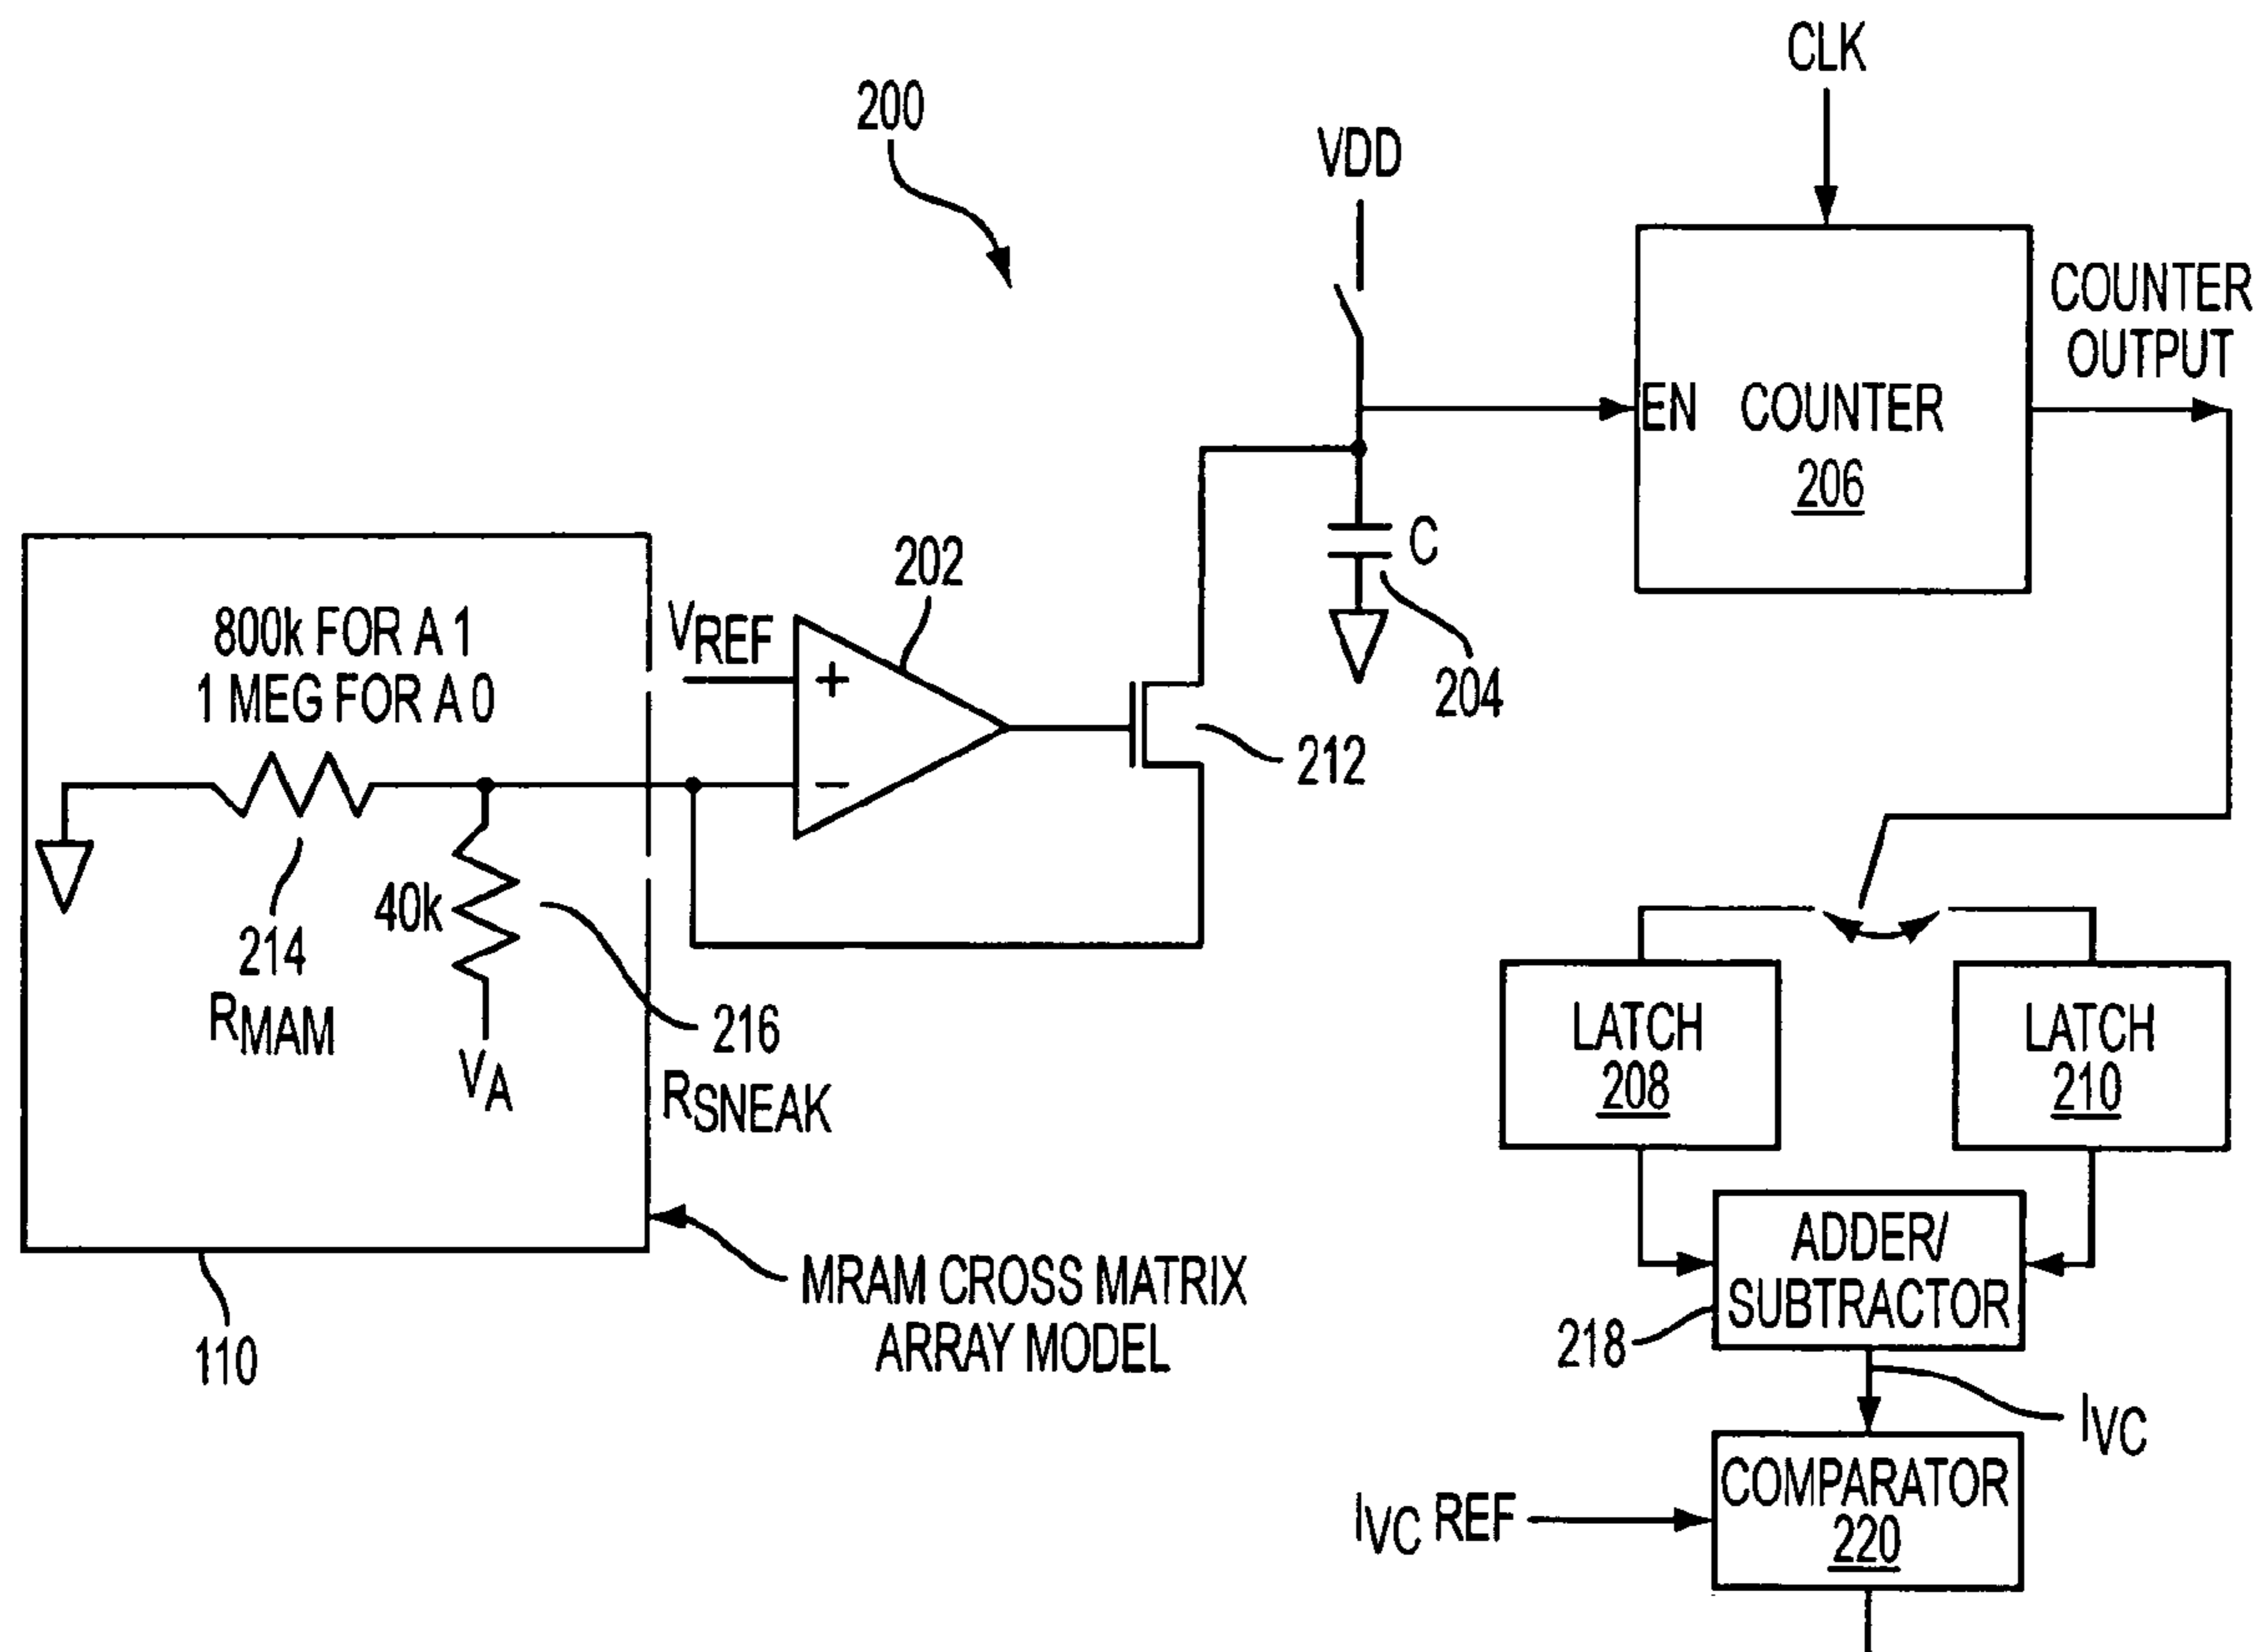 CLK
200
VDD
COUNTER
OUTPUT
EN COUNTER
206
C
204
202
VREF
+
−
212
800k FOR A 1
1 MEG FOR A 0
40k
214
RMAM
VA
216
RSNEAK
LATCH
208
LATCH
210
ADDER/
SUBTRACTOR
218
MRAM CROSS MATRIX
ARRAY MODEL
110
IVC
COMPARATOR
220
IVC REF